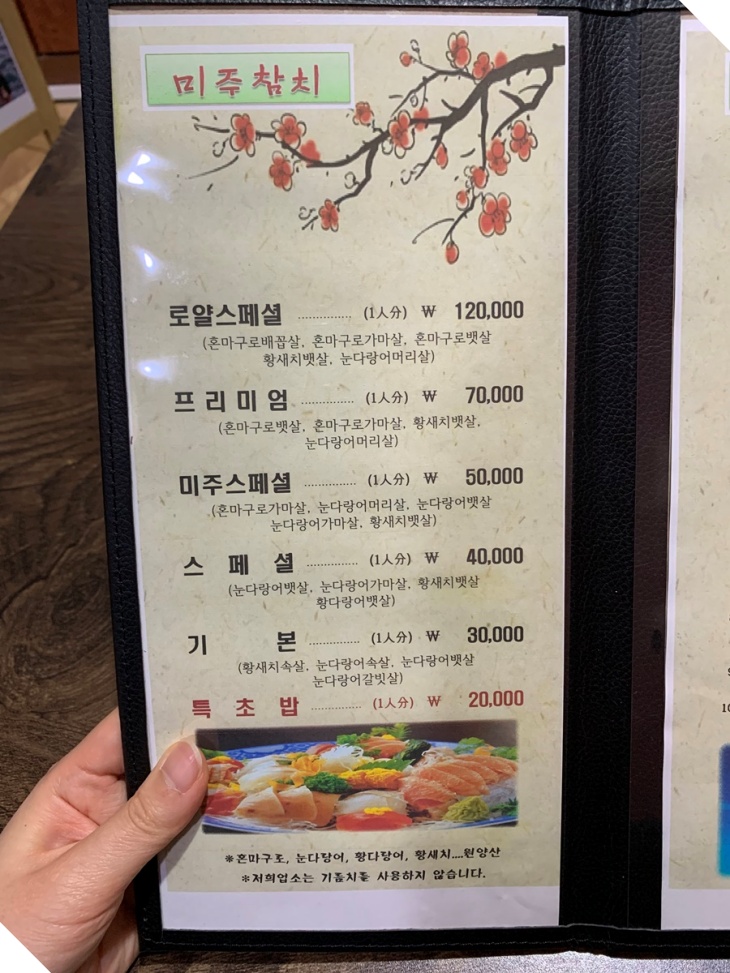 미주참치
로얄스페셜 ............... (1人分) ₩ 120,000
(혼마구로배꼽살, 혼마구로가마살, 혼마구로뱃살
황새치뱃살, 눈다랑어머리살)
프리미엄 ............... (1人分) ₩ 70,000
(혼마구로뱃살, 혼마구로가마살, 황새치뱃살.
눈다랑어머리살)
미주스페셜 ............... (1人分) ₩ 50,000
(혼마구로가마살, 눈다랑어머리살, 눈다랑어뱃살
눈다랑어가마살, 황새치뱃살)
스 페 셜 ............... (1人分) ₩ 40,000
(눈다랑어뱃살, 눈다랑어가마살, 황새치뱃살
황다랑어뱃살)
기 본 ............... (1人分) ₩ 30,000
(황새치속살, 눈다랑어속살, 눈다랑어뱃살
눈다랑어갈빗살)
특 초 밥 ............... (1人分) ₩ 20,000
※혼마구로, 눈다랑어, 황다랑어, 황새치....원양산
※저희업소는 기름치를 사용하지 않습니다.